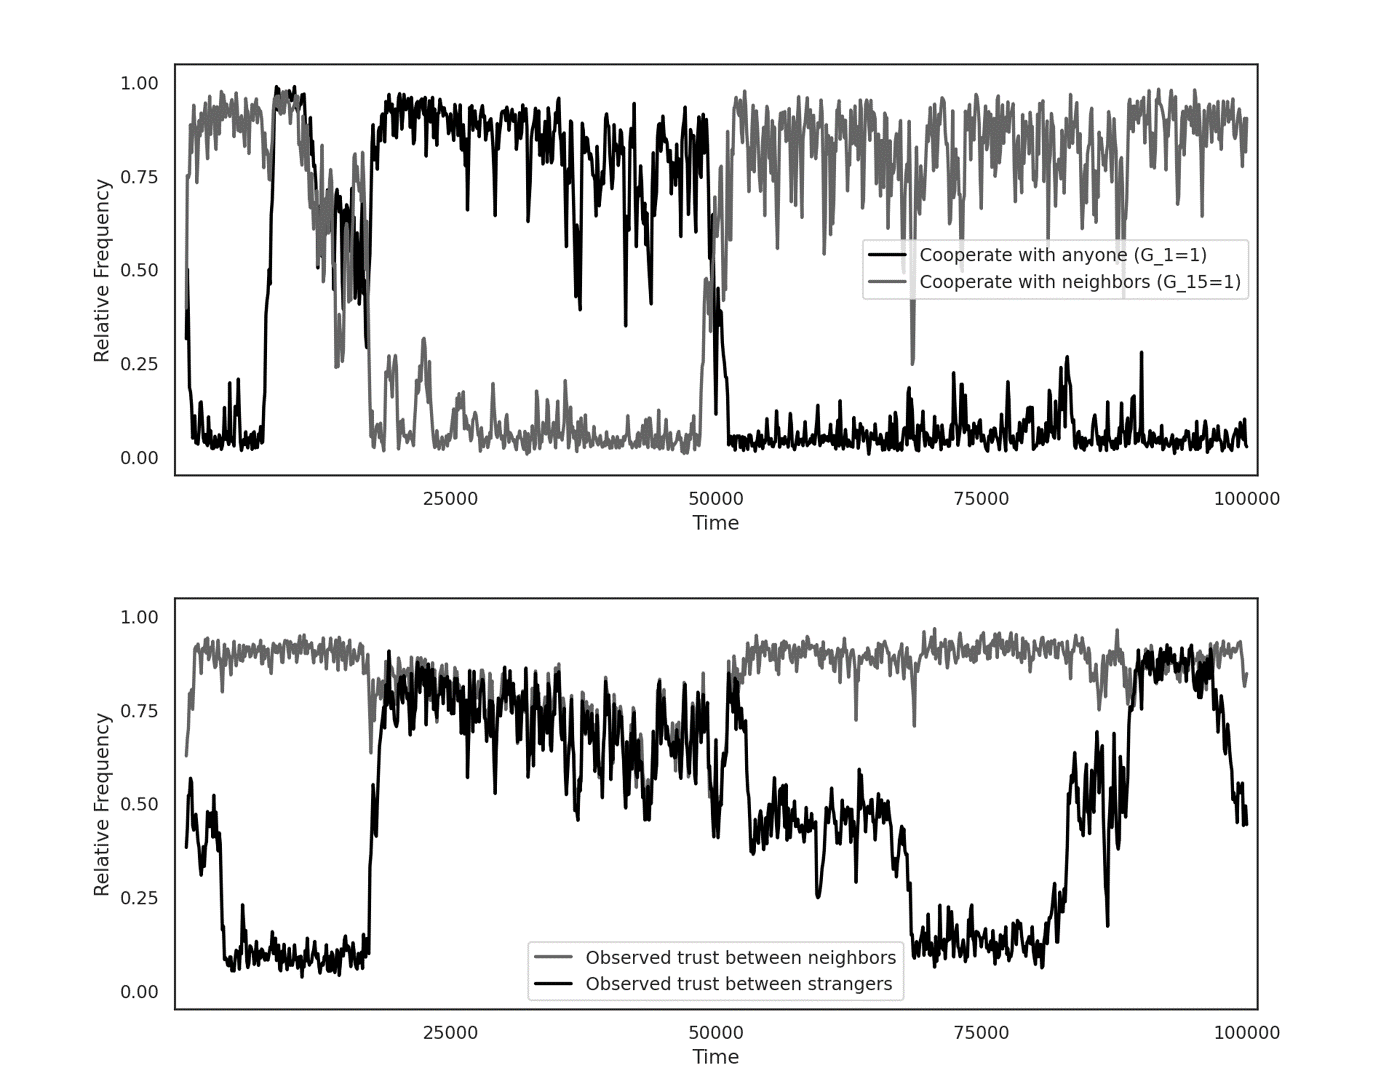 1.00
0.75
0.50
0.25
0.00
Relative Frequency
Cooperate with anyone (G_1=1)
Cooperate with neighbors (G_15=1)
25000 50000 75000 100000
Time
1.00
0.75
0.50
0.25
0.00
Relative Frequency
Observed trust between neighbors
Observed trust between strangers
25000 50000 75000 100000
Time